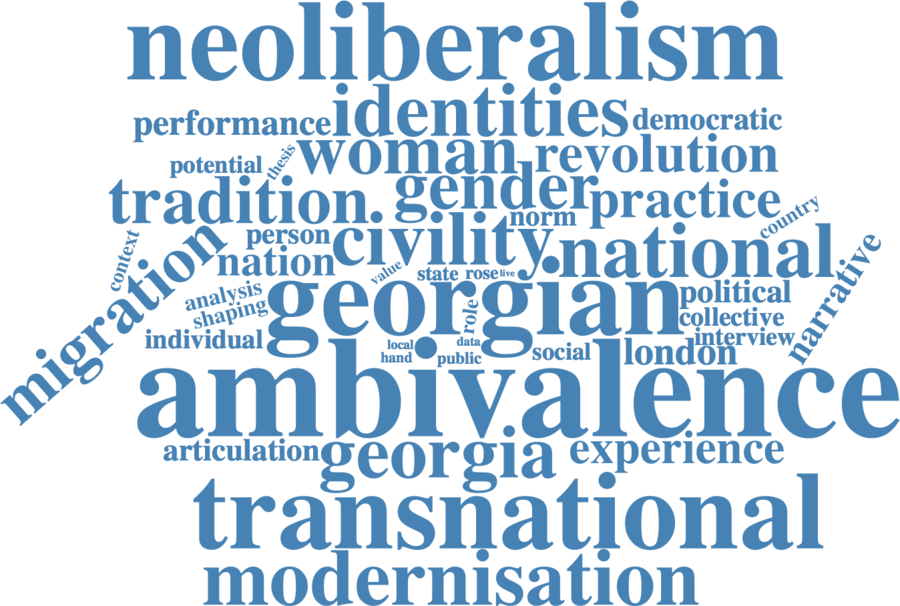 neoliberalism
identities
performance
democratic
woman
revolution
thesis
potential
gender
tradition
practice
norm
country
person
civility
national
context
migration
nation
value
state
rose
live
narrative
georgian
political
analysis
shaping
role
collective
individual
local
data
interview
hand
public
social
london
ambivalence
articulation
georgia
experience
transnational
modernisation